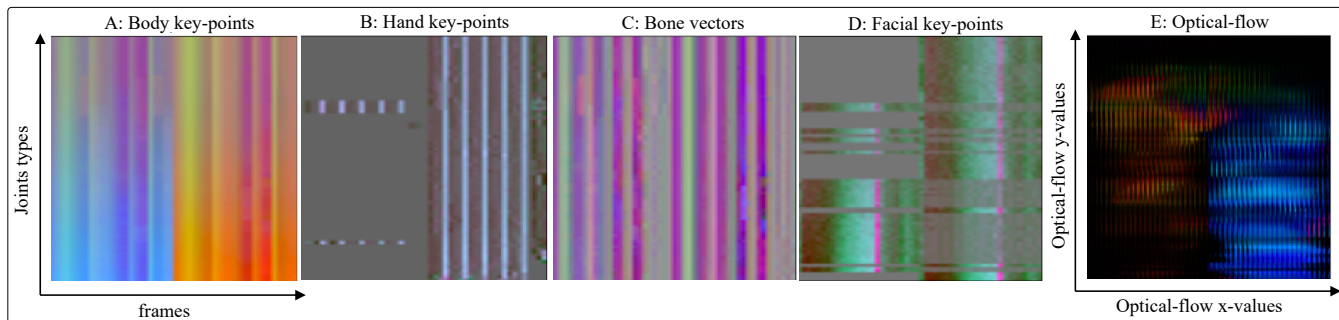 A: Body key-points
B: Hand key-points
C: Bone vectors
D: Facial key-points
E: Optical-flow
Joints types
frames
Optical-flow y-values
Optical-flow x-values